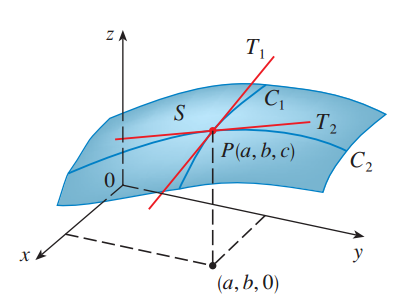 z
T₁
C₁
S
T₂
P(a, b, c)
C₂
0
x
y
(a, b, 0)